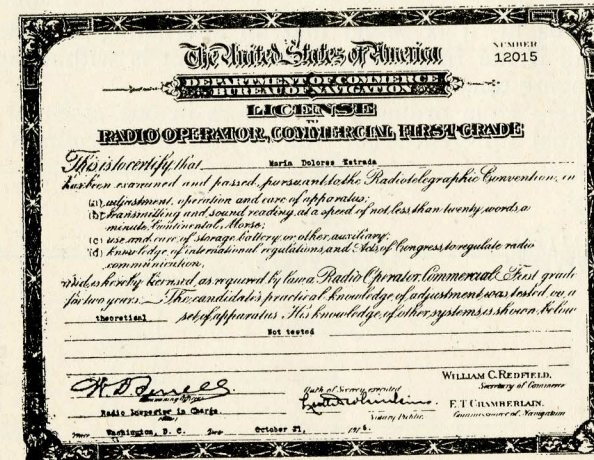 The United States of America
NUMBER
12015
DEPARTMENT OF COMMERCE
BUREAU OF NAVIGATION
LICENSE
TO
RADIO OPERATOR, COMMERCIAL FIRST GRADE
This is to certify, that Maria Dolores Estrada
has been examined and passed, pursuant to the Radiotelegraphic Convention, in
(a) adjustment, operation and care of apparatus;
(b) transmitting and sound reading at a speed of not less than twenty words a
minute, Continental Morse;
(c) use and care of storage battery or other auxiliary;
(d) knowledge of international regulations, and Acts of Congress to regulate radio
communication,
and is hereby licensed, as required by law, a Radio Operator, Commercial First grade
for two years. The candidate's practical knowledge of adjustment was tested on a
theoretical set of apparatus. His knowledge of other systems is shown below
Not tested
WILLIAM C. REDFIELD,
Secretary of Commerce
Examining Officer
Oath of Secrecy executed
Radio Inspector in Charge
Notary Public.
E. T. CHAMBERLAIN.
Commissioner of Navigation
Place Washington, D. C. Date October 31, 191